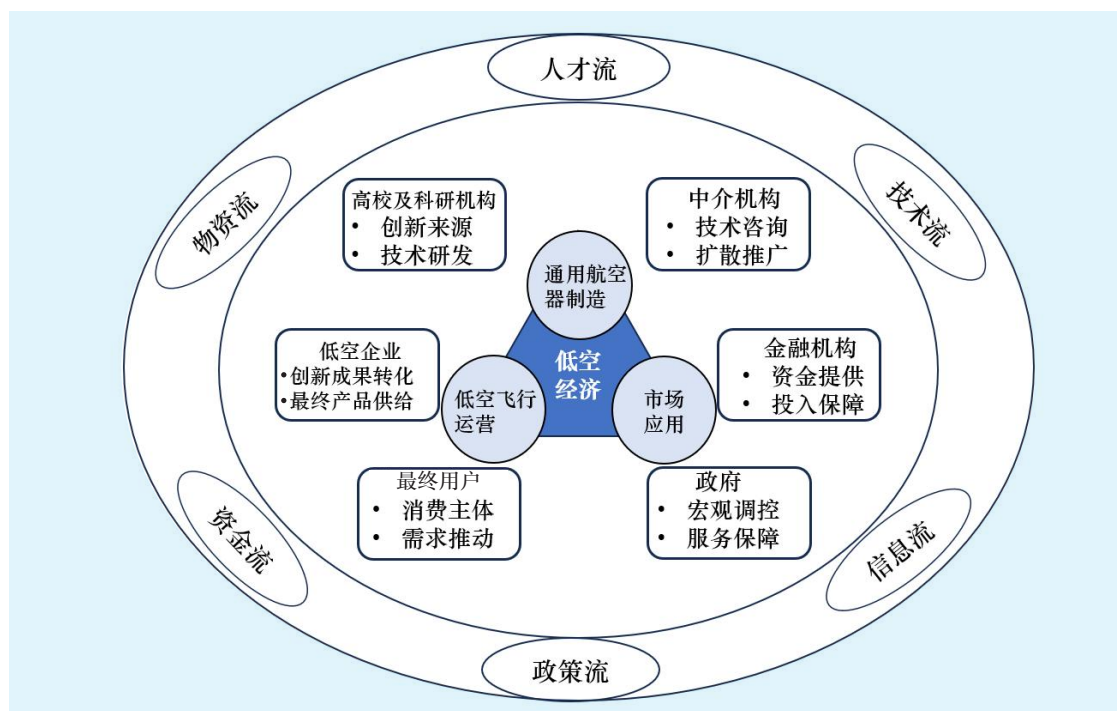 人才流
物资流
技术流
高校及科研机构
• 创新来源
• 技术研发
中介机构
• 技术咨询
• 扩散推广
通用航空
器制造
低空
经济
低空企业
•创新成果转化
•最终产品供给
低空飞行
运营
市场
应用
金融机构
• 资金提供
• 投入保障
最终用户
• 消费主体
• 需求推动
政府
• 宏观调控
• 服务保障
资金流
信息流
政策流